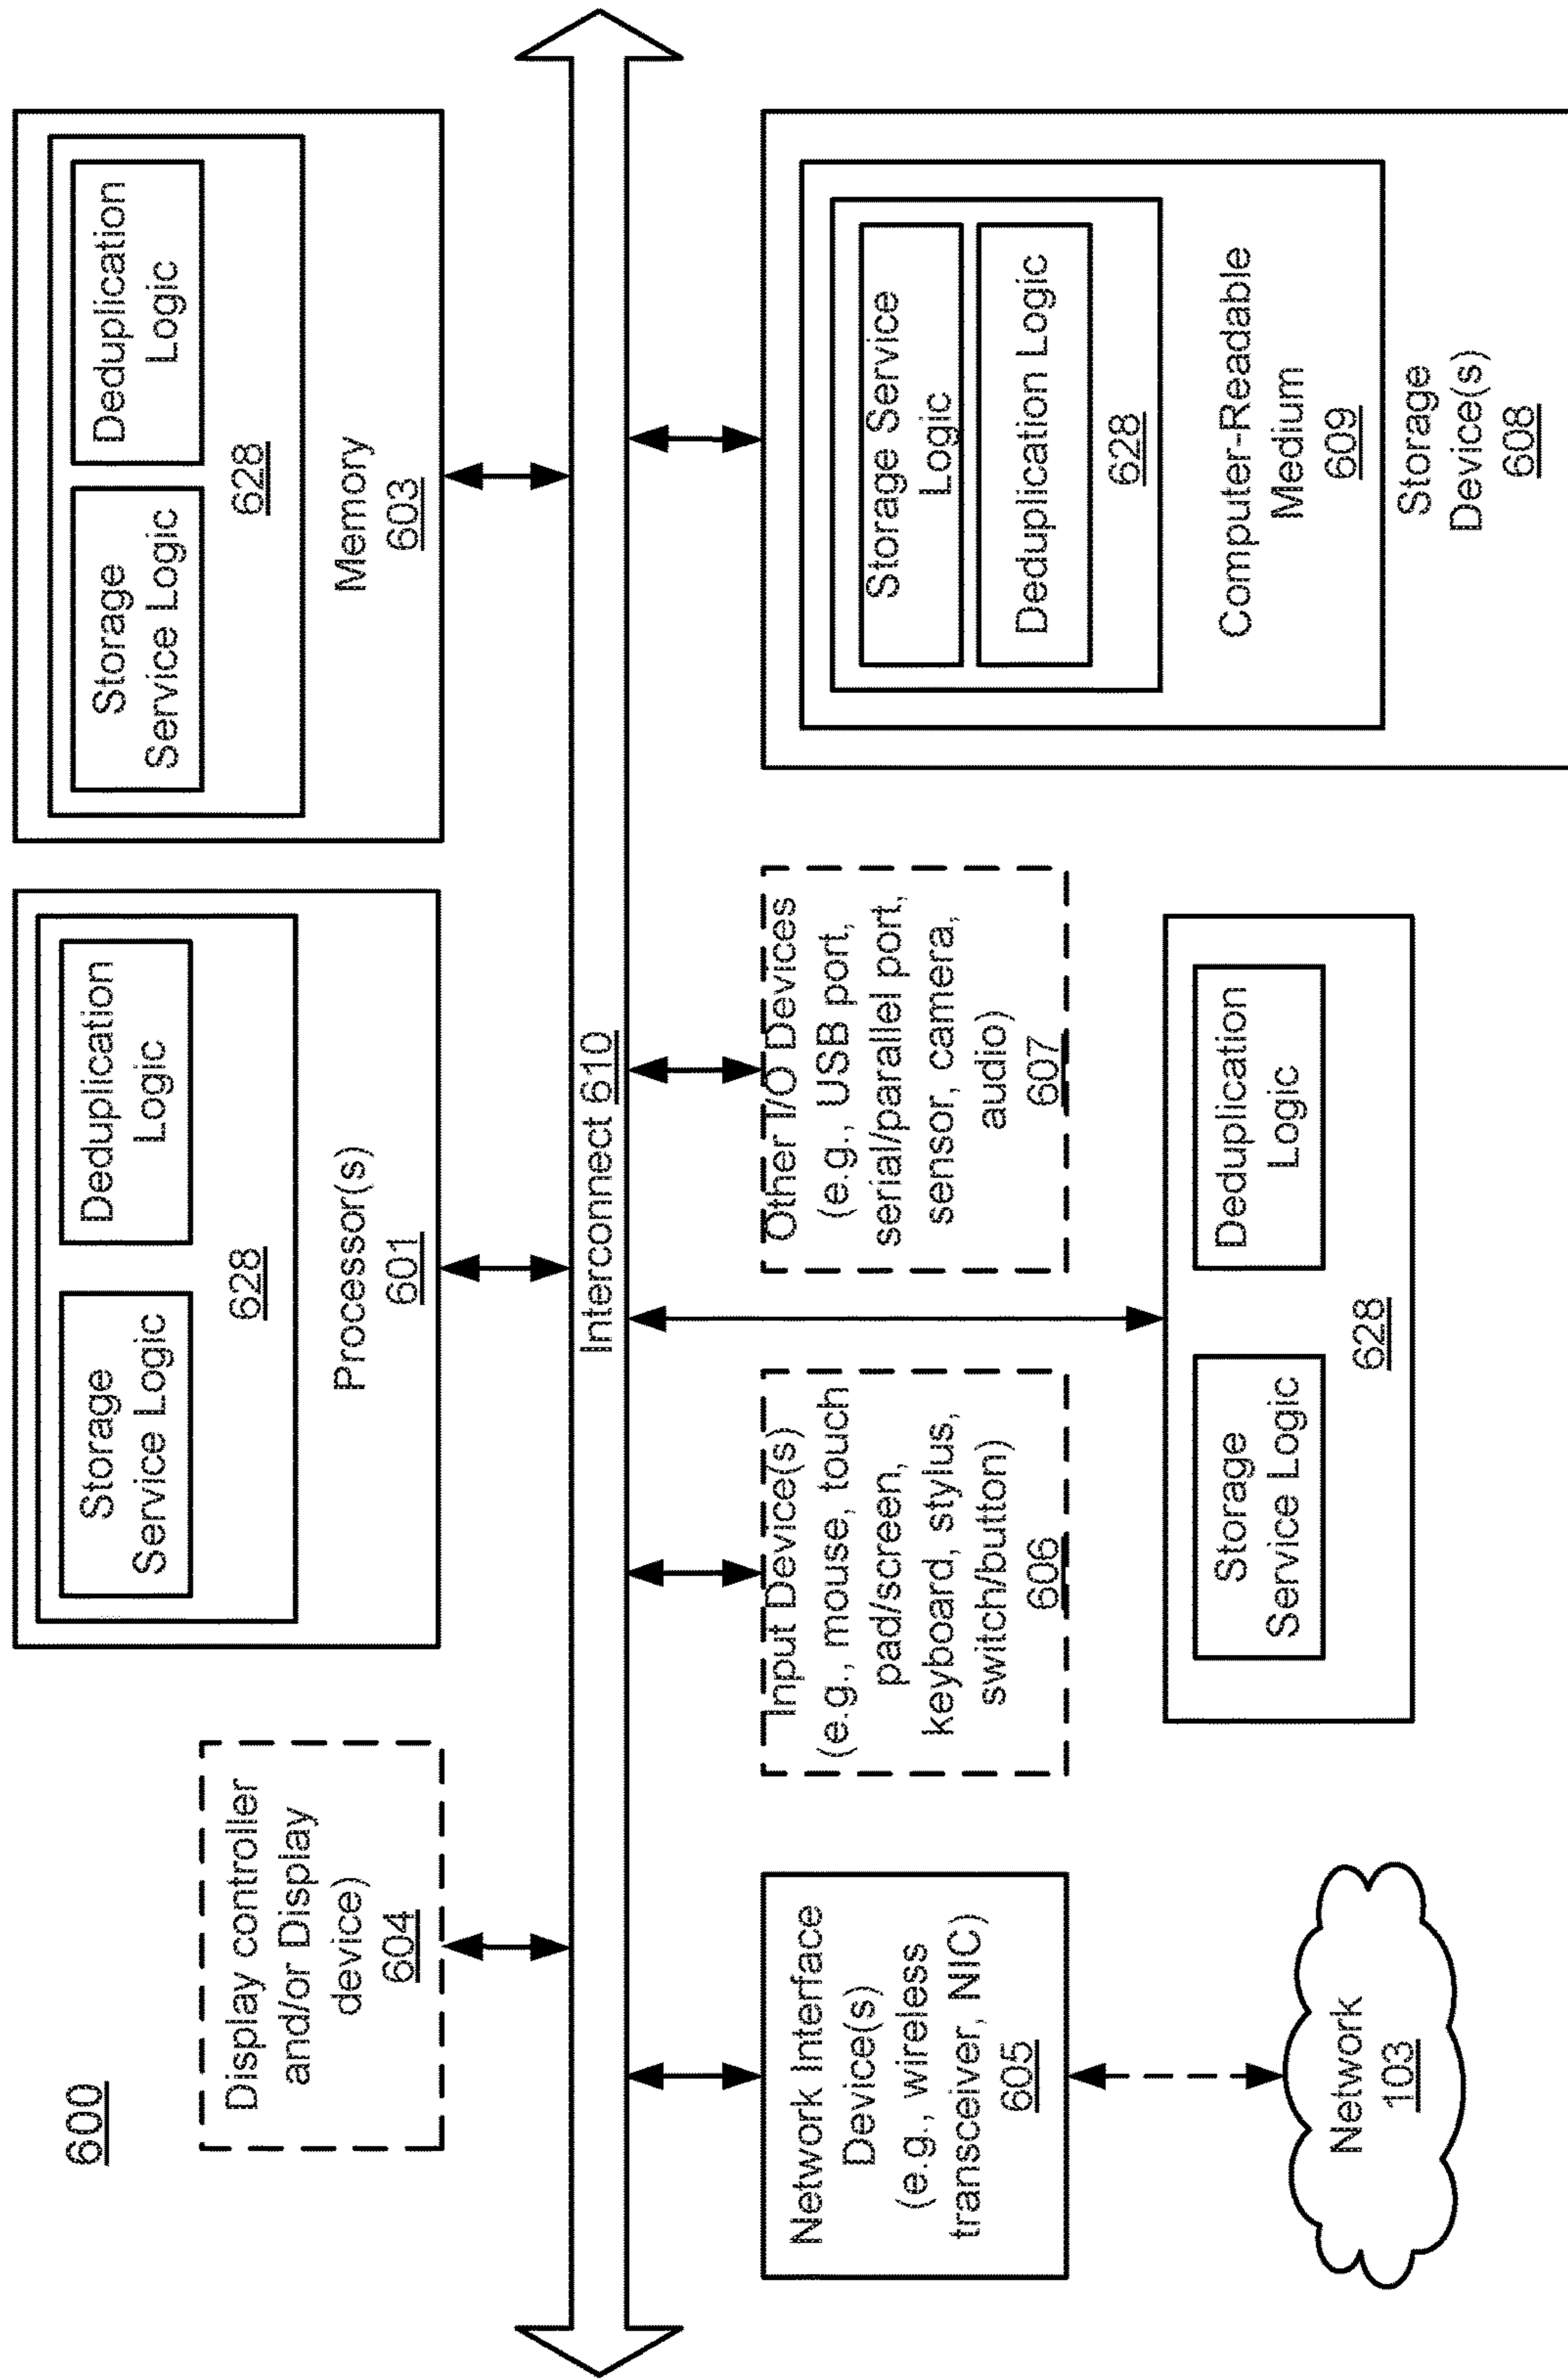 600
Display controller
and/or Display
device)
604
Storage
Service Logic
Deduplication
Logic
628
Processor(s)
601
Storage
Service Logic
Deduplication
Logic
628
Memory
603
Interconnect 610
Network Interface
Device(s)
(e.g., wireless
transceiver, NIC)
605
Network
103
Input Device(s)
(e.g., mouse, touch
pad/screen,
keyboard, stylus,
switch/button)
606
Other I/O Devices
(e.g., USB port,
serial/parallel port,
sensor, camera,
audio)
607
Storage
Service Logic
Deduplication
Logic
628
Storage Service
Logic
Deduplication Logic
628
Computer-Readable
Medium
609
Storage
Device(s)
608